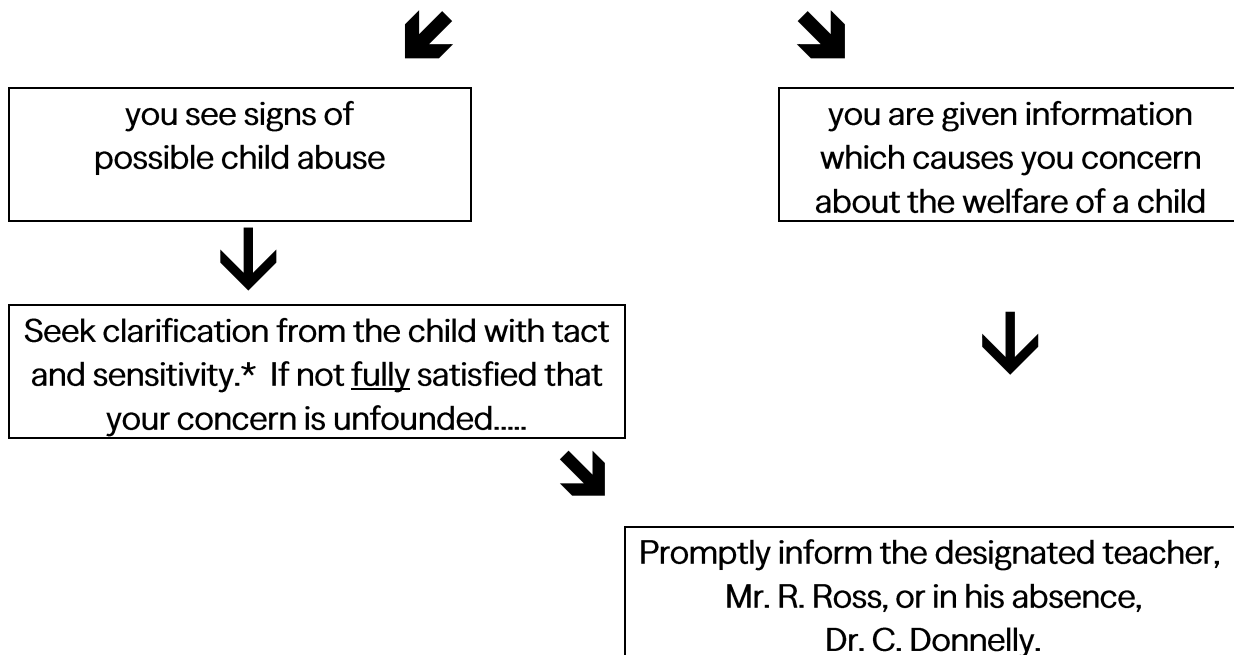 you see signs of
possible child abuse
you are given information
which causes you concern
about the welfare of a child
Seek clarification from the child with tact
and sensitivity.* If not fully satisfied that
your concern is unfounded.....
Promptly inform the designated teacher,
Mr. R. Ross, or in his absence,
Dr. C. Donnelly.